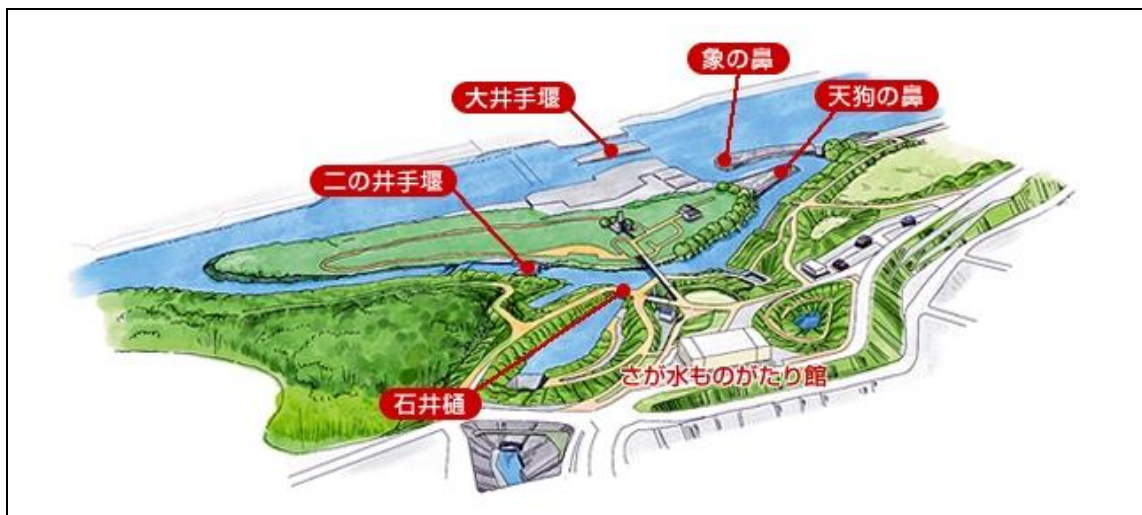 象の鼻
大井手堰
天狗の鼻
二の井手堰
さが水ものがたり館
石井樋